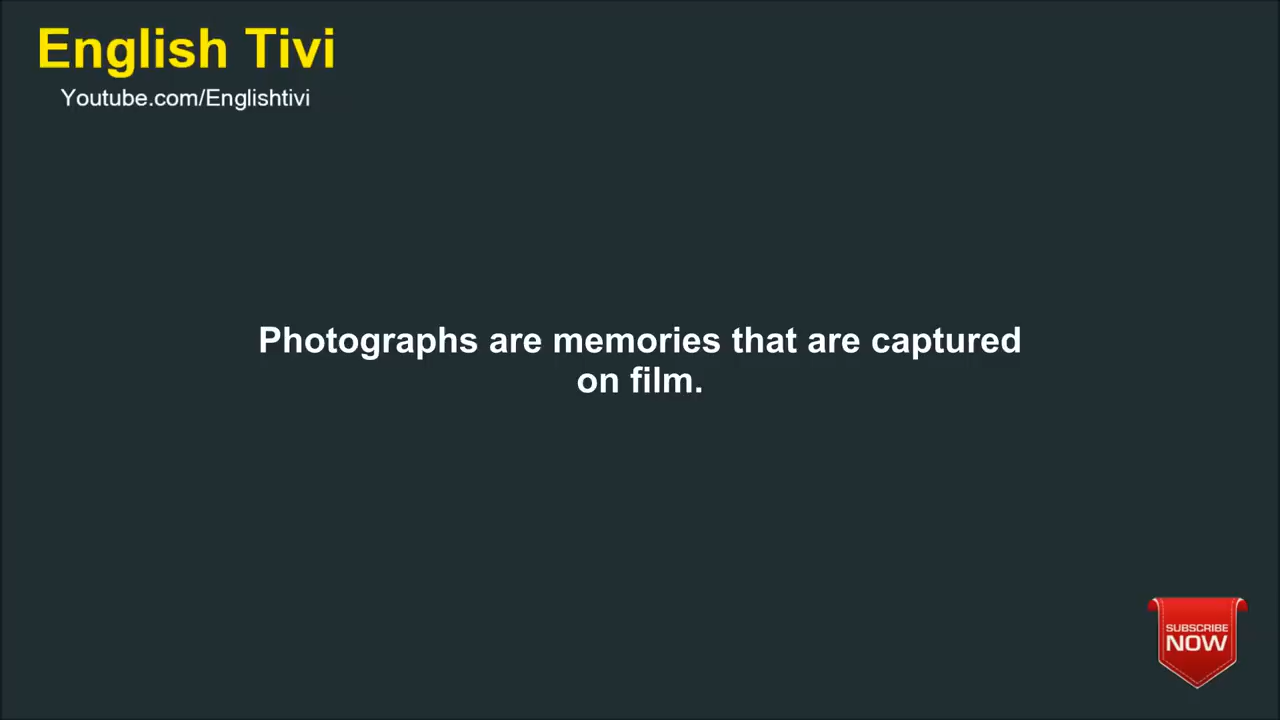 English Tivi
Youtube.com/Englishtivi
Photographs are memories that are captured
on film.
SUBSCRIBE
NOW